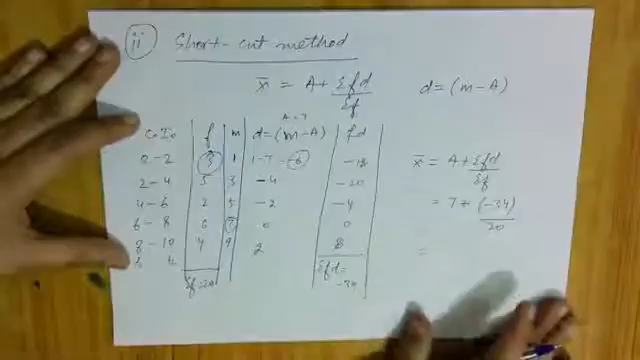 ii Short-cut method
x̄ = A + Σfd/Σf
d = (m - A)
A = 7
C.I. f m d = (m - A) fd
0 - 2 3 1 1 - 7 = -6 -18
2 - 4 5 3 -4 -20
4 - 6 2 5 -2 -4
6 - 8 6 7 0 0
8 - 10 4 9 2 8
Σf = 20 Σfd = -34
x̄ = A + Σfd/Σf
= 7 + (-34)/20
=